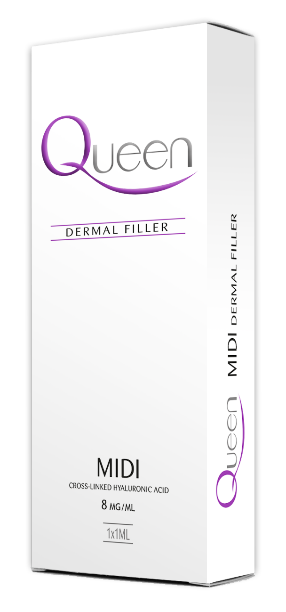 Queen
DERMAL FILLER
MIDI
CROSS-LINKED HYALURONIC ACID
8 MG/ML
1x1ML
Queen MIDI DERMAL FILLER